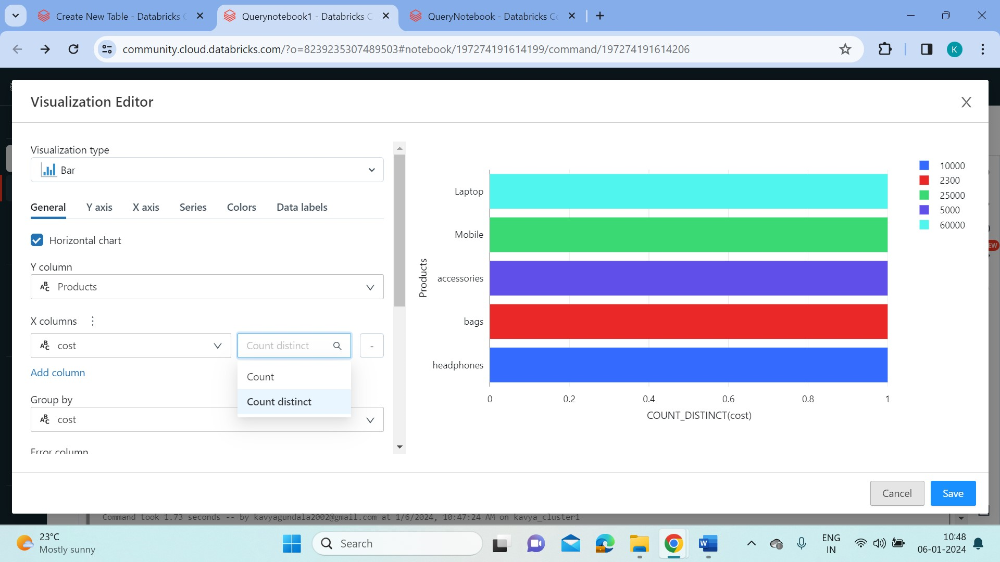 Create New Table - Databricks C
Querynotebook1 - Databricks C
QueryNotebook - Databricks Co
community.cloud.databricks.com/?o=8239235307489503#notebook/197274191614199/command/197274191614206
K
Visualization Editor
Visualization type
Bar
General Y axis X axis Series Colors Data labels
Horizontal chart
Y column
Products
X columns
cost
Count distinct
-
Add column
Count
Count distinct
Group by
cost
Error column
Products
Laptop
Mobile
accessories
bags
headphones
0 0.2 0.4 0.6 0.8 1
COUNT_DISTINCT(cost)
10000
2300
25000
5000
60000
EW
Cancel
Save
Command took 1.73 seconds -- by kavyagundala2002@gmail.com at 1/6/2024, 10:47:24 AM on kavya_cluster1
23°C
Mostly sunny
Search
W
ENG
IN
10:48
06-01-2024